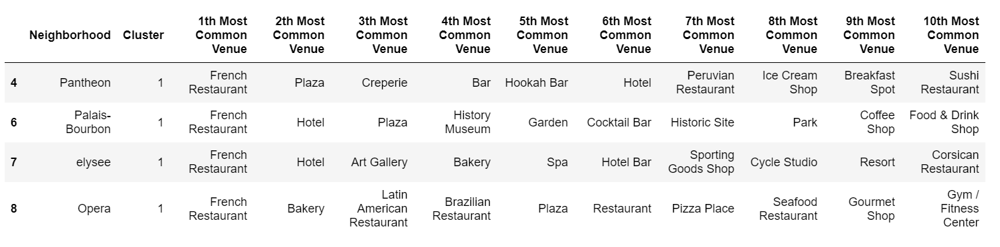 Neighborhood Cluster 1th Most Common Venue 2th Most Common Venue 3th Most Common Venue 4th Most Common Venue 5th Most Common Venue 6th Most Common Venue 7th Most Common Venue 8th Most Common Venue 9th Most Common Venue 10th Most Common Venue
4 Pantheon 1 French Restaurant Plaza Creperie Bar Hookah Bar Hotel Peruvian Restaurant Ice Cream Shop Breakfast Spot Sushi Restaurant
6 Palais-Bourbon 1 French Restaurant Hotel Plaza History Museum Garden Cocktail Bar Historic Site Park Coffee Shop Food & Drink Shop
7 elysee 1 French Restaurant Hotel Art Gallery Bakery Spa Hotel Bar Sporting Goods Shop Cycle Studio Resort Corsican Restaurant
8 Opera 1 French Restaurant Bakery Latin American Restaurant Brazilian Restaurant Plaza Restaurant Pizza Place Seafood Restaurant Gourmet Shop Gym / Fitness Center